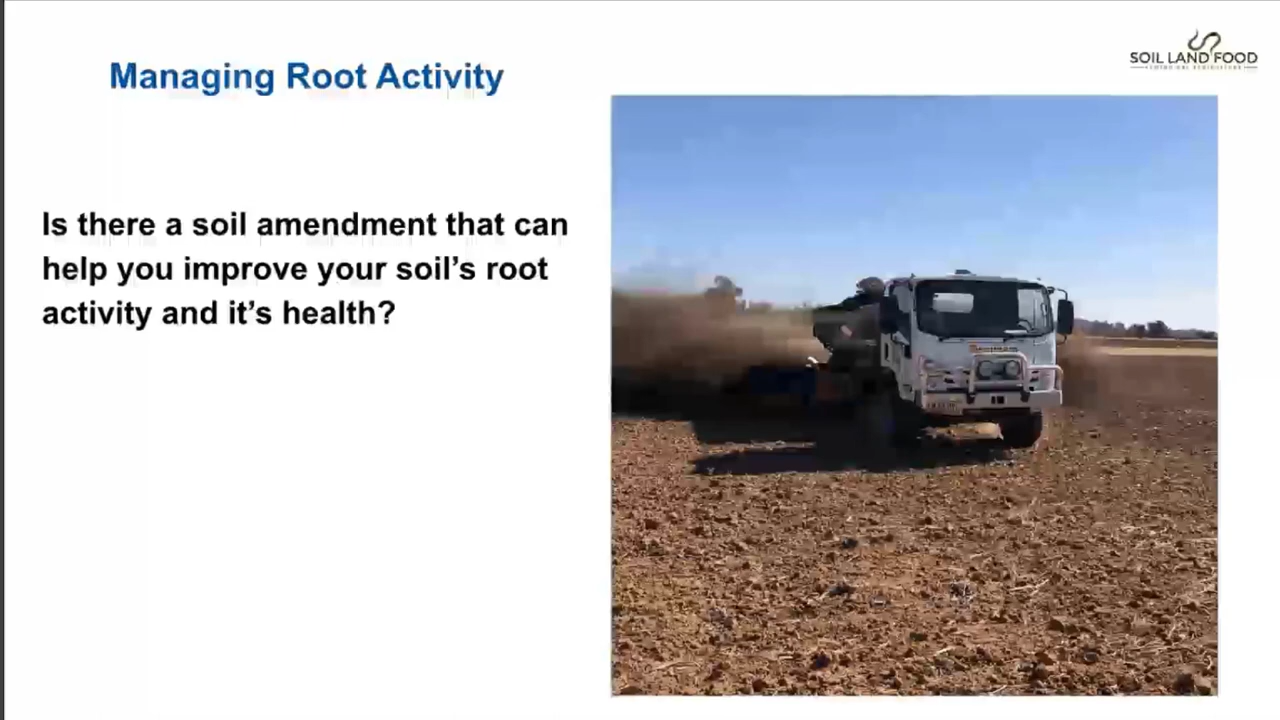 Managing Root Activity
SOIL LAND FOOD
Is there a soil amendment that can
help you improve your soil’s root
activity and it’s health?